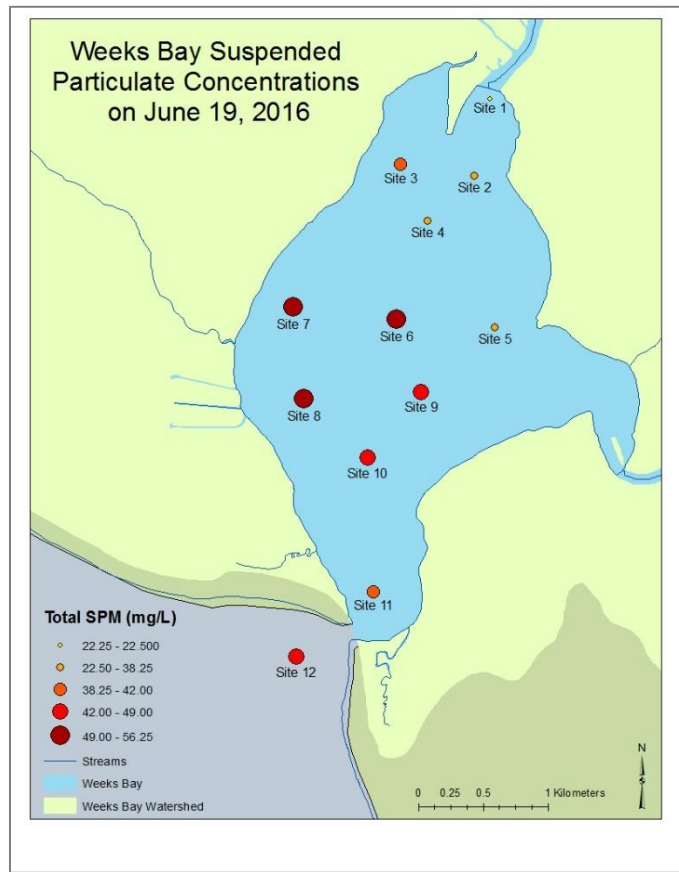 Weeks Bay Suspended
Particulate Concentrations
on June 19, 2016
Site 1
Site 3
Site 2
Site 4
Site 7
Site 6
Site 5
Site 8
Site 9
Site 10
Site 11
Site 12
Total SPM (mg/L)
22.25 - 22.500
22.50 - 38.25
38.25 - 42.00
42.00 - 49.00
49.00 - 56.25
Streams
Weeks Bay
Weeks Bay Watershed
N
S
0 0.25 0.5 1 Kilometers